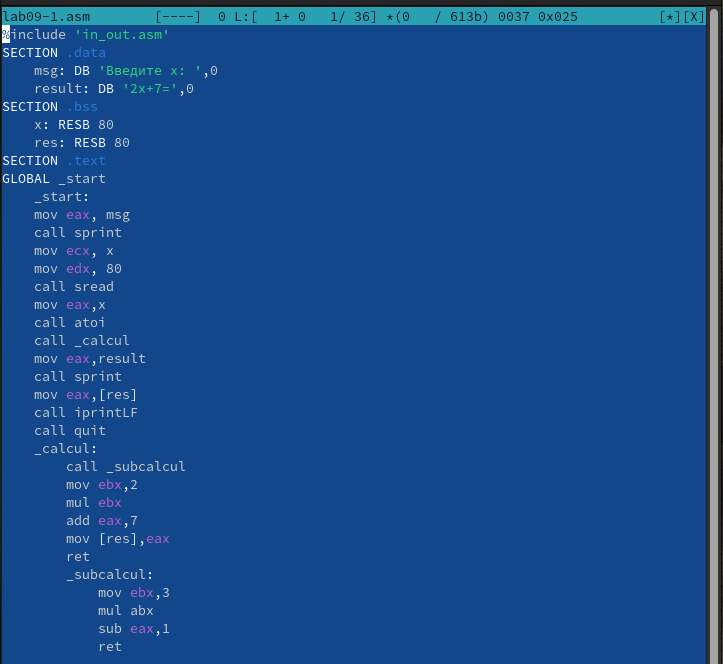 lab09-1.asm        [----]  0 L:[  1+ 0   1/ 36] *(0   / 613b) 0037 0x025          [*][X]
%include 'in_out.asm'
SECTION .data
    msg: DB 'Введите x: ',0
    result: DB '2x+7=',0
SECTION .bss
    x: RESB 80
    res: RESB 80
SECTION .text
GLOBAL _start
    _start:
    mov eax, msg
    call sprint
    mov ecx, x
    mov edx, 80
    call sread
    mov eax,x
    call atoi
    call _calcul
    mov eax,result
    call sprint
    mov eax,[res]
    call iprintLF
    call quit
    _calcul:
        call _subcalcul
        mov ebx,2
        mul ebx
        add eax,7
        mov [res],eax
        ret
        _subcalcul:
            mov ebx,3
            mul abx
            sub eax,1
            ret